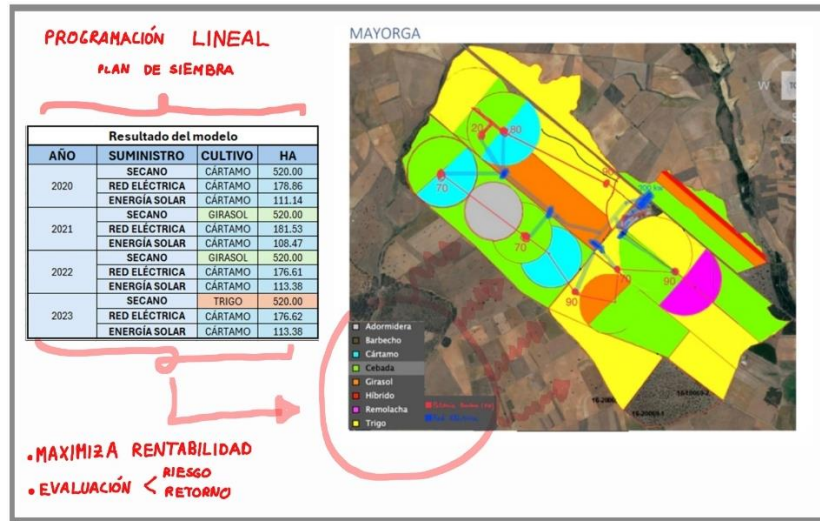 PROGRAMACIÓN LINEAL
PLAN DE SIEMBRA
Resultado del modelo
AÑO SUMINISTRO CULTIVO HA
2020 SECANO CÁRTAMO 520.00
RED ELÉCTRICA CÁRTAMO 178.86
ENERGÍA SOLAR CÁRTAMO 111.14
2021 SECANO GIRASOL 520.00
RED ELÉCTRICA CÁRTAMO 181.53
ENERGÍA SOLAR CÁRTAMO 108.47
2022 SECANO GIRASOL 520.00
RED ELÉCTRICA CÁRTAMO 176.61
ENERGÍA SOLAR CÁRTAMO 113.38
2023 SECANO TRIGO 520.00
RED ELÉCTRICA CÁRTAMO 176.62
ENERGÍA SOLAR CÁRTAMO 113.38
• MAXIMIZA RENTABILIDAD
• EVALUACIÓN < RIESGO
RETORNO
MAYORGA
W
20
80
70
70
90
90
Adormidera
Barbecho
Cártamo
Cebada
Girasol
Híbrido
Remolacha
Trigo